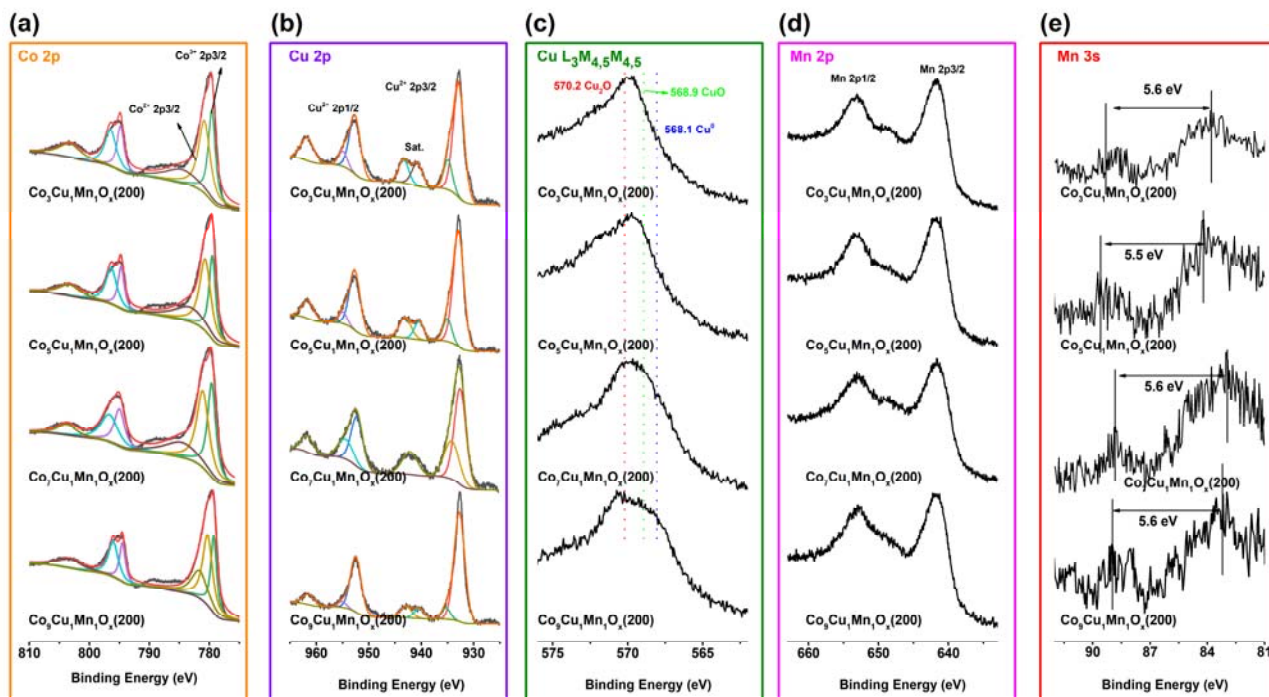 (a)
Co 2p
Co³⁺ 2p3/2
Co²⁺ 2p3/2
Co₃Cu₁Mn₁Oₓ(200)
Co₅Cu₁Mn₁Oₓ(200)
Co₇Cu₁Mn₁Oₓ(200)
Co₉Cu₁Mn₁Oₓ(200)
810 800 790 780
Binding Energy (eV)
(b)
Cu 2p
Cu²⁺ 2p3/2
Cu²⁺ 2p1/2
Sat.
Co₃Cu₁Mn₁Oₓ(200)
Co₅Cu₁Mn₁Oₓ(200)
Co₇Cu₁Mn₁Oₓ(200)
Co₉Cu₁Mn₁Oₓ(200)
960 950 940 930
Binding Energy (eV)
(c)
Cu L₃M₄,₅M₄,₅
570.2 Cu₂O
568.9 CuO
568.1 Cu⁰
Co₃Cu₁Mn₁Oₓ(200)
Co₅Cu₁Mn₁Oₓ(200)
Co₇Cu₁Mn₁Oₓ(200)
Co₉Cu₁Mn₁Oₓ(200)
575 570 565
Binding Energy (eV)
(d)
Mn 2p
Mn 2p1/2
Mn 2p3/2
Co₃Cu₁Mn₁Oₓ(200)
Co₅Cu₁Mn₁Oₓ(200)
Co₇Cu₁Mn₁Oₓ(200)
Co₉Cu₁Mn₁Oₓ(200)
660 650 640
Binding Energy (eV)
(e)
Mn 3s
5.6 eV
Co₃Cu₁Mn₁Oₓ(200)
5.5 eV
Co₅Cu₁Mn₁Oₓ(200)
5.6 eV
Co₇Cu₁Mn₁Oₓ(200)
5.6 eV
Co₉Cu₁Mn₁Oₓ(200)
90 87 84 81
Binding Energy (eV)